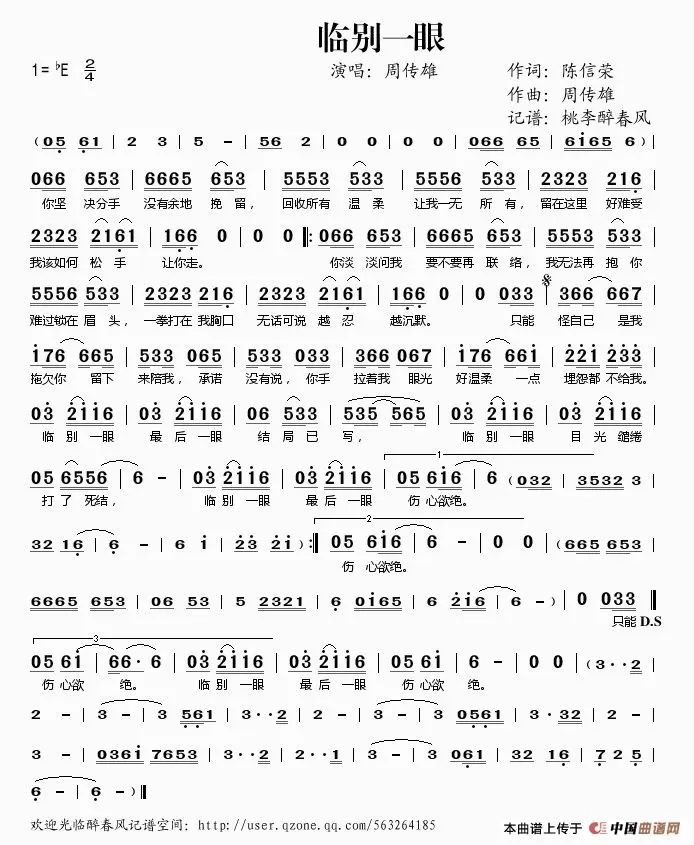 临别一眼
1=♭E 2/4 演唱：周传雄 作词：陈信荣
作曲：周传雄
记谱：桃李醉春风
(05 61 | 2 3 | 5 - | 56 2 | 0 0 | 0 0 | 0 0 | 066 65 | 6165 6) |
066 653 | 6665 653 | 5553 533 | 5556 533 | 2323 216 |
你坚 决分手 没有余地 挽留， 回收所有 温柔 让我一无 所有，留在这里 好难受
2323 2161 | 166 0 | 0 0 |: 066 653 | 6665 653 | 5553 533 |
我该如何 松手 让你走。 你淡 淡问我 要不要再 联络，我无法再 抱你
5556 533 | 2323 216 | 2323 2161 | 166 0 | 0 033 | 366 667 |
难过锁在 眉头，一拳打在 我胸口 无话可说 越忍 越沉默。 只能 怪自己 是我
176 665 | 353 565 | 353 033 | 366 067 | 176 661 | 221 233 |
拖欠你 留下 来陪我，承诺 没有说，你手 拉着我 眼光 好温柔 一点 埋怨都 不给我。
03 2116 | 03 2116 | 06 533 | 535 565 | 03 2116 | 03 2116 |
临 别一眼 最 后一眼 结 局已 写， 临 别一眼 目 光缱绻
05 6556 | 6 - | 03 2116 | 03 2116 | 05 616 | 6 (032 | 3532 3 |
打 了 死结， 临 别一眼 最 后一眼 伤 心欲绝。
1
32 16 | 6 - | 6 i | 23 21) :| 05 616 | 6 - | 0 0 | (665 653 |
2
伤 心欲绝。
6665 653 | 06 53 | 5 2321 | 6 0165 | 6 216 | 6 -) | 0 033 |
只能 D.S
3
05 61 | 66· 6 | 03 2116 | 03 2116 | 05 616 | 6 - | 0 0 | (3··2 |
伤 心欲 绝。 临 别一眼 最 后一眼 伤 心欲 绝。
2 - | 3 - | 3 561 | 3··2 | 2 - | 3 - | 3 0561 | 3·32 | 2 - |
3 - | 0361 7653 | 3··2 | 2··1 | 3 - | 3 061 | 32 16 | 72 5 |
6 - | 6 -)||
欢迎光临醉春风记谱空间：http://user.qzone.qq.com/563264185
本曲谱上传于 中国曲谱网